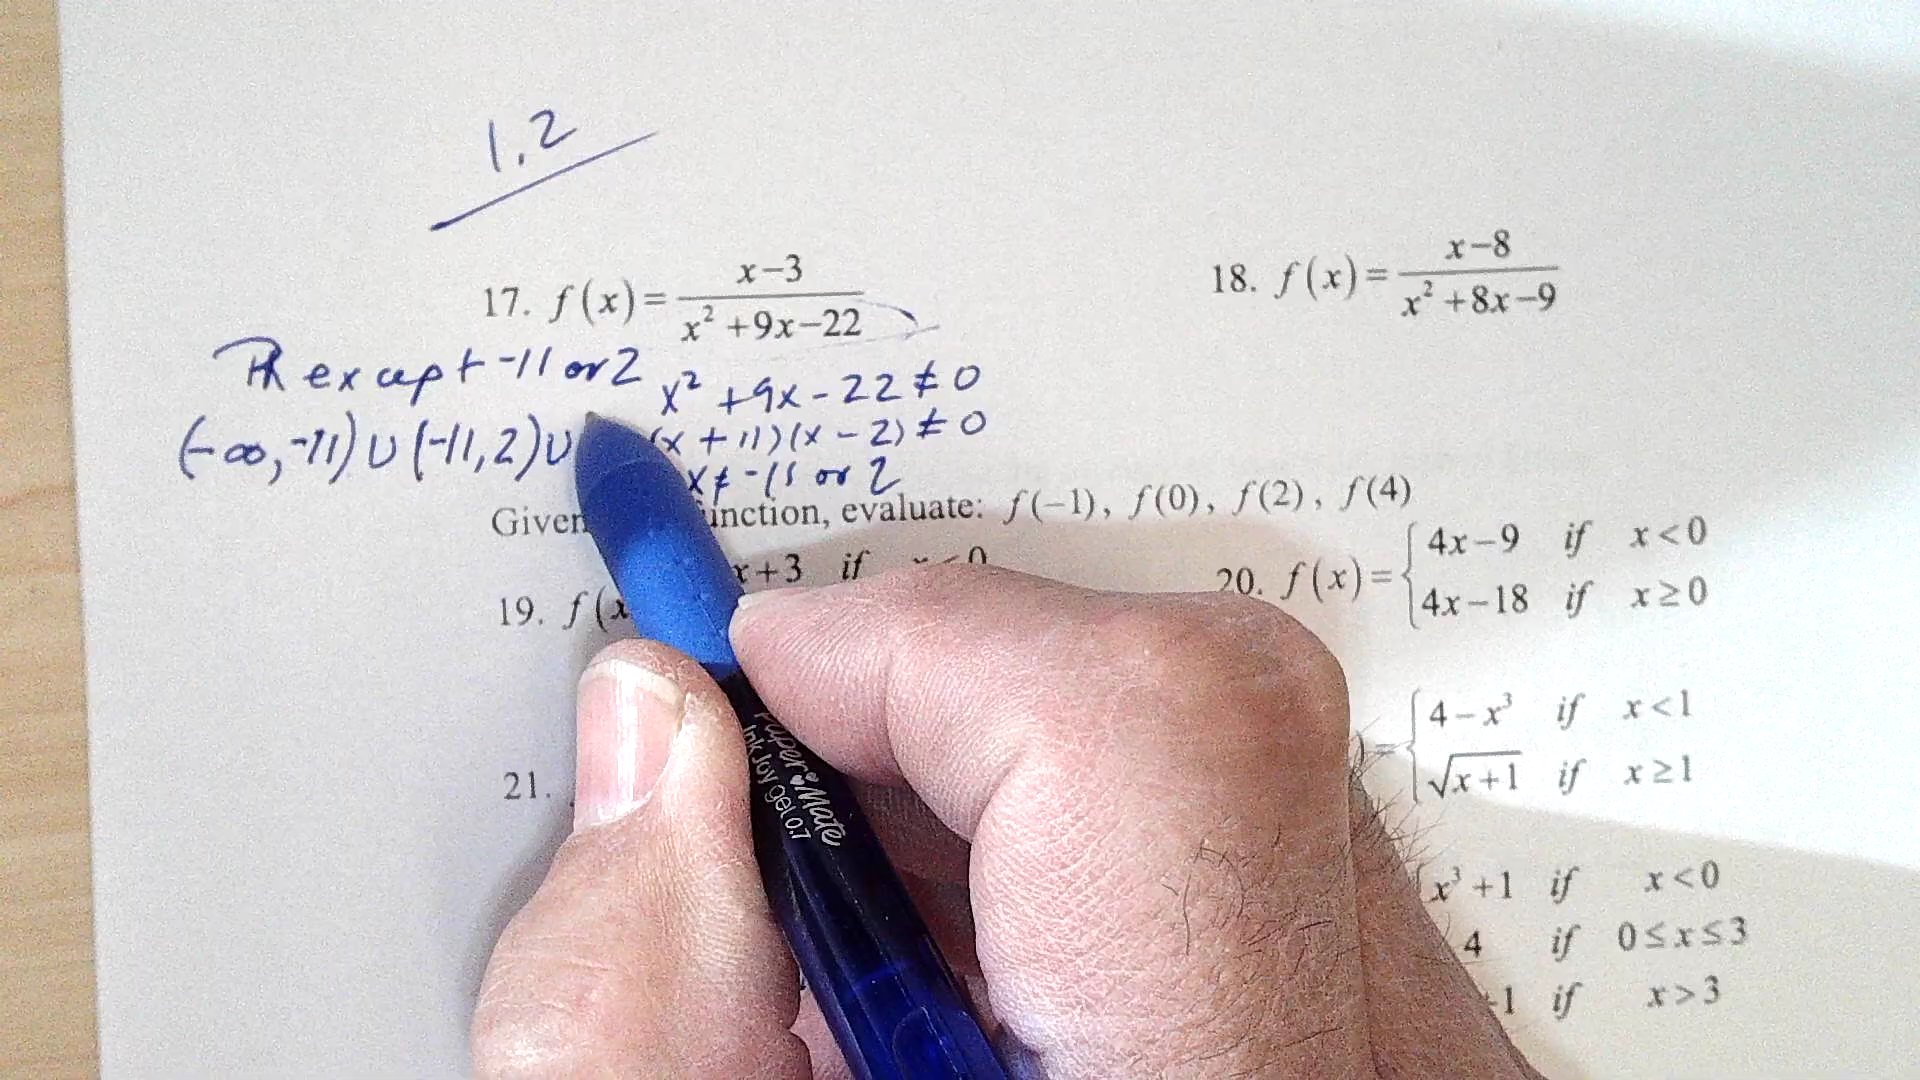 1.2
17. f(x) = x−3 / x² +9x−22
18. f(x) = x−8 / x² +8x−9
ℝ except -11 or 2
x² + 9x - 22 ≠ 0
(-∞, -11) ∪ (-11, 2) ∪
(x + 11)(x - 2) ≠ 0
x ≠ -11 or 2
Given function, evaluate: f(−1), f(0), f(2), f(4)
19. f(x
x+3 if
20. f(x) = { 4x−9 if x<0
4x−18 if x≥0
21.
) = { 4−x³ if x<1
√x+1 if x≥1
{ x³+1 if x<0
4 if 0≤x≤3
+1 if x>3
Paper Mate
InkJoy gel 0.7